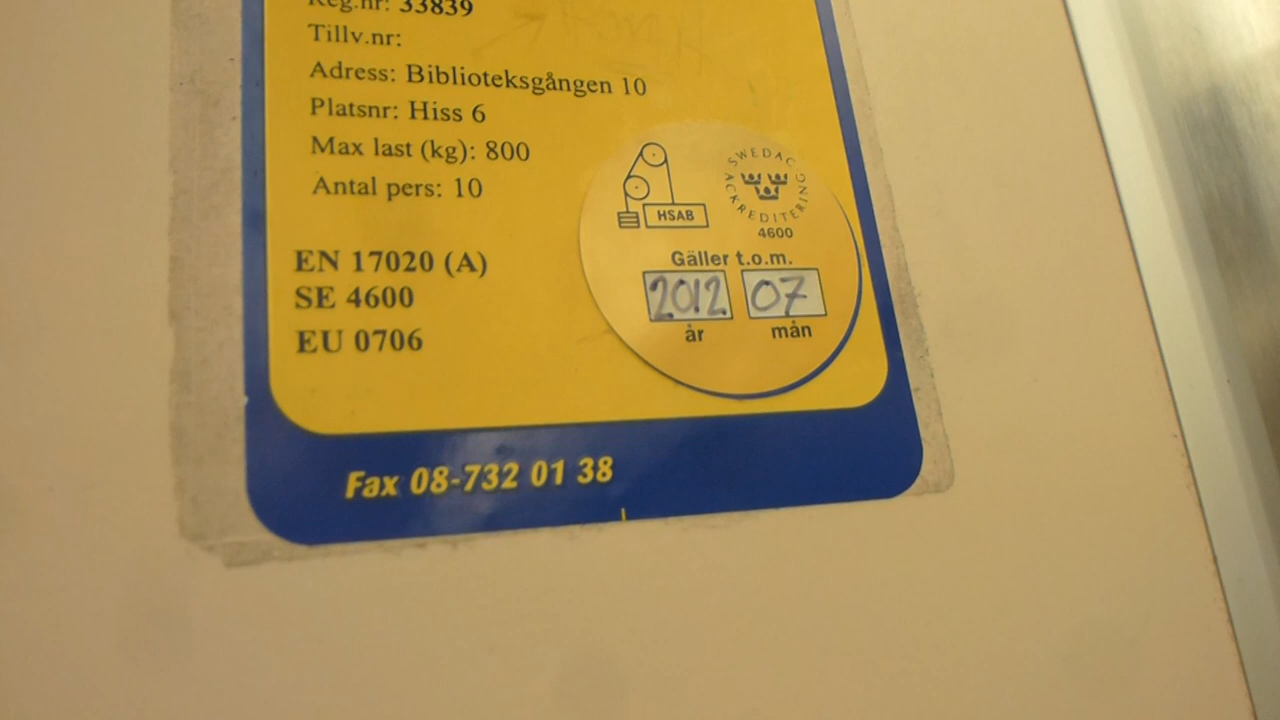 Reg.nr: 33839
Tillv.nr:
Adress: Biblioteksgången 10
Platsnr: Hiss 6
Max last (kg): 800
Antal pers: 10
EN 17020 (A)
SE 4600
EU 0706
HSAB
SWEDAC ACKREDITERING
4600
Gäller t.o.m.
2012 07
år mån
Fax 08-732 01 38